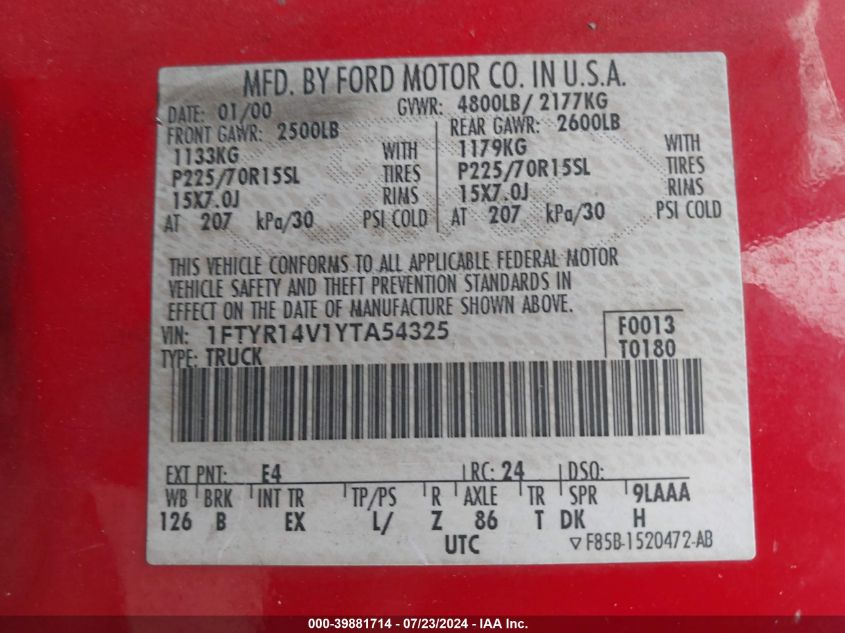 MFD. BY FORD MOTOR CO. IN U.S.A.
DATE: 01/00 GVWR: 4800LB/ 2177KG
FRONT GAWR: 2500LB REAR GAWR: 2600LB
1133KG WITH 1179KG WITH
P225/70R15SL TIRES P225/70R15SL TIRES
15X7.0J RIMS 15X7.0J RIMS
AT 207 kPa/30 PSI COLD AT 207 kPa/30 PSI COLD
THIS VEHICLE CONFORMS TO ALL APPLICABLE FEDERAL MOTOR
VEHICLE SAFETY AND THEFT PREVENTION STANDARDS IN
EFFECT ON THE DATE OF MANUFACTURE SHOWN ABOVE.
VIN: 1FTYR14V1YTA54325 F0013
TYPE: TRUCK T0180
EXT PNT: E4 RC: 24 DSO:
WB BRK INT TR TP/PS R AXLE TR SPR 9LAAA
126 B EX L/ Z 86 T DK H
UTC ▽ F85B-1520472-AB
000-39881714 - 07/23/2024 - IAA Inc.